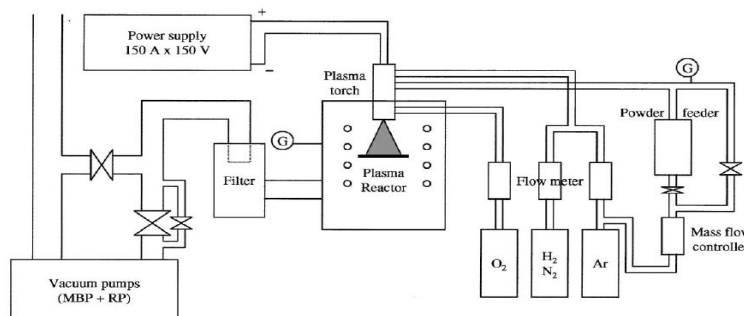 +
Power supply
150 A x 150 V
−
Plasma
torch
G
Powder feeder
G
Filter
Plasma
Reactor
Flow meter
Mass flow
controlle
O2
H2
N2
Ar
Vacuum pumps
(MBP + RP)